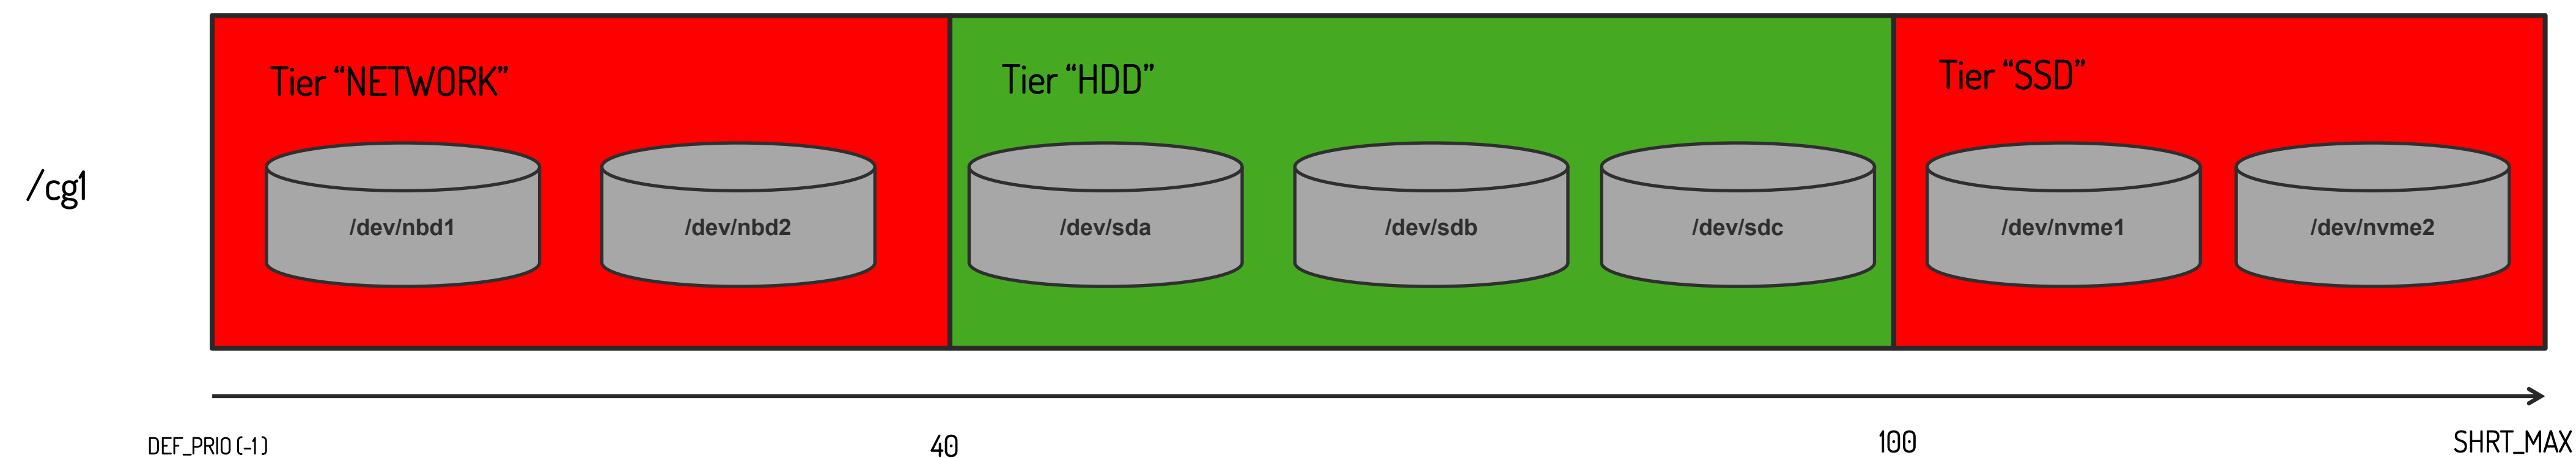 Tier “NETWORK”
Tier “HDD”
Tier “SSD”
/cg1
/dev/nbd1
/dev/nbd2
/dev/sda
/dev/sdb
/dev/sdc
/dev/nvme1
/dev/nvme2
DEF_PRIO (-1)
40
100
SHRT_MAX